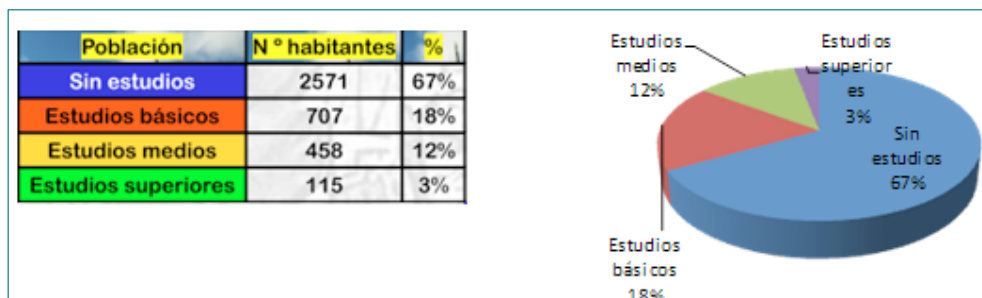 Población N º habitantes %
Sin estudios 2571 67%
Estudios básicos 707 18%
Estudios medios 458 12%
Estudios superiores 115 3%
Estudios
medios
12%
Estudios
superior
es
3%
Sin
estudios
67%
Estudios
básicos
18%